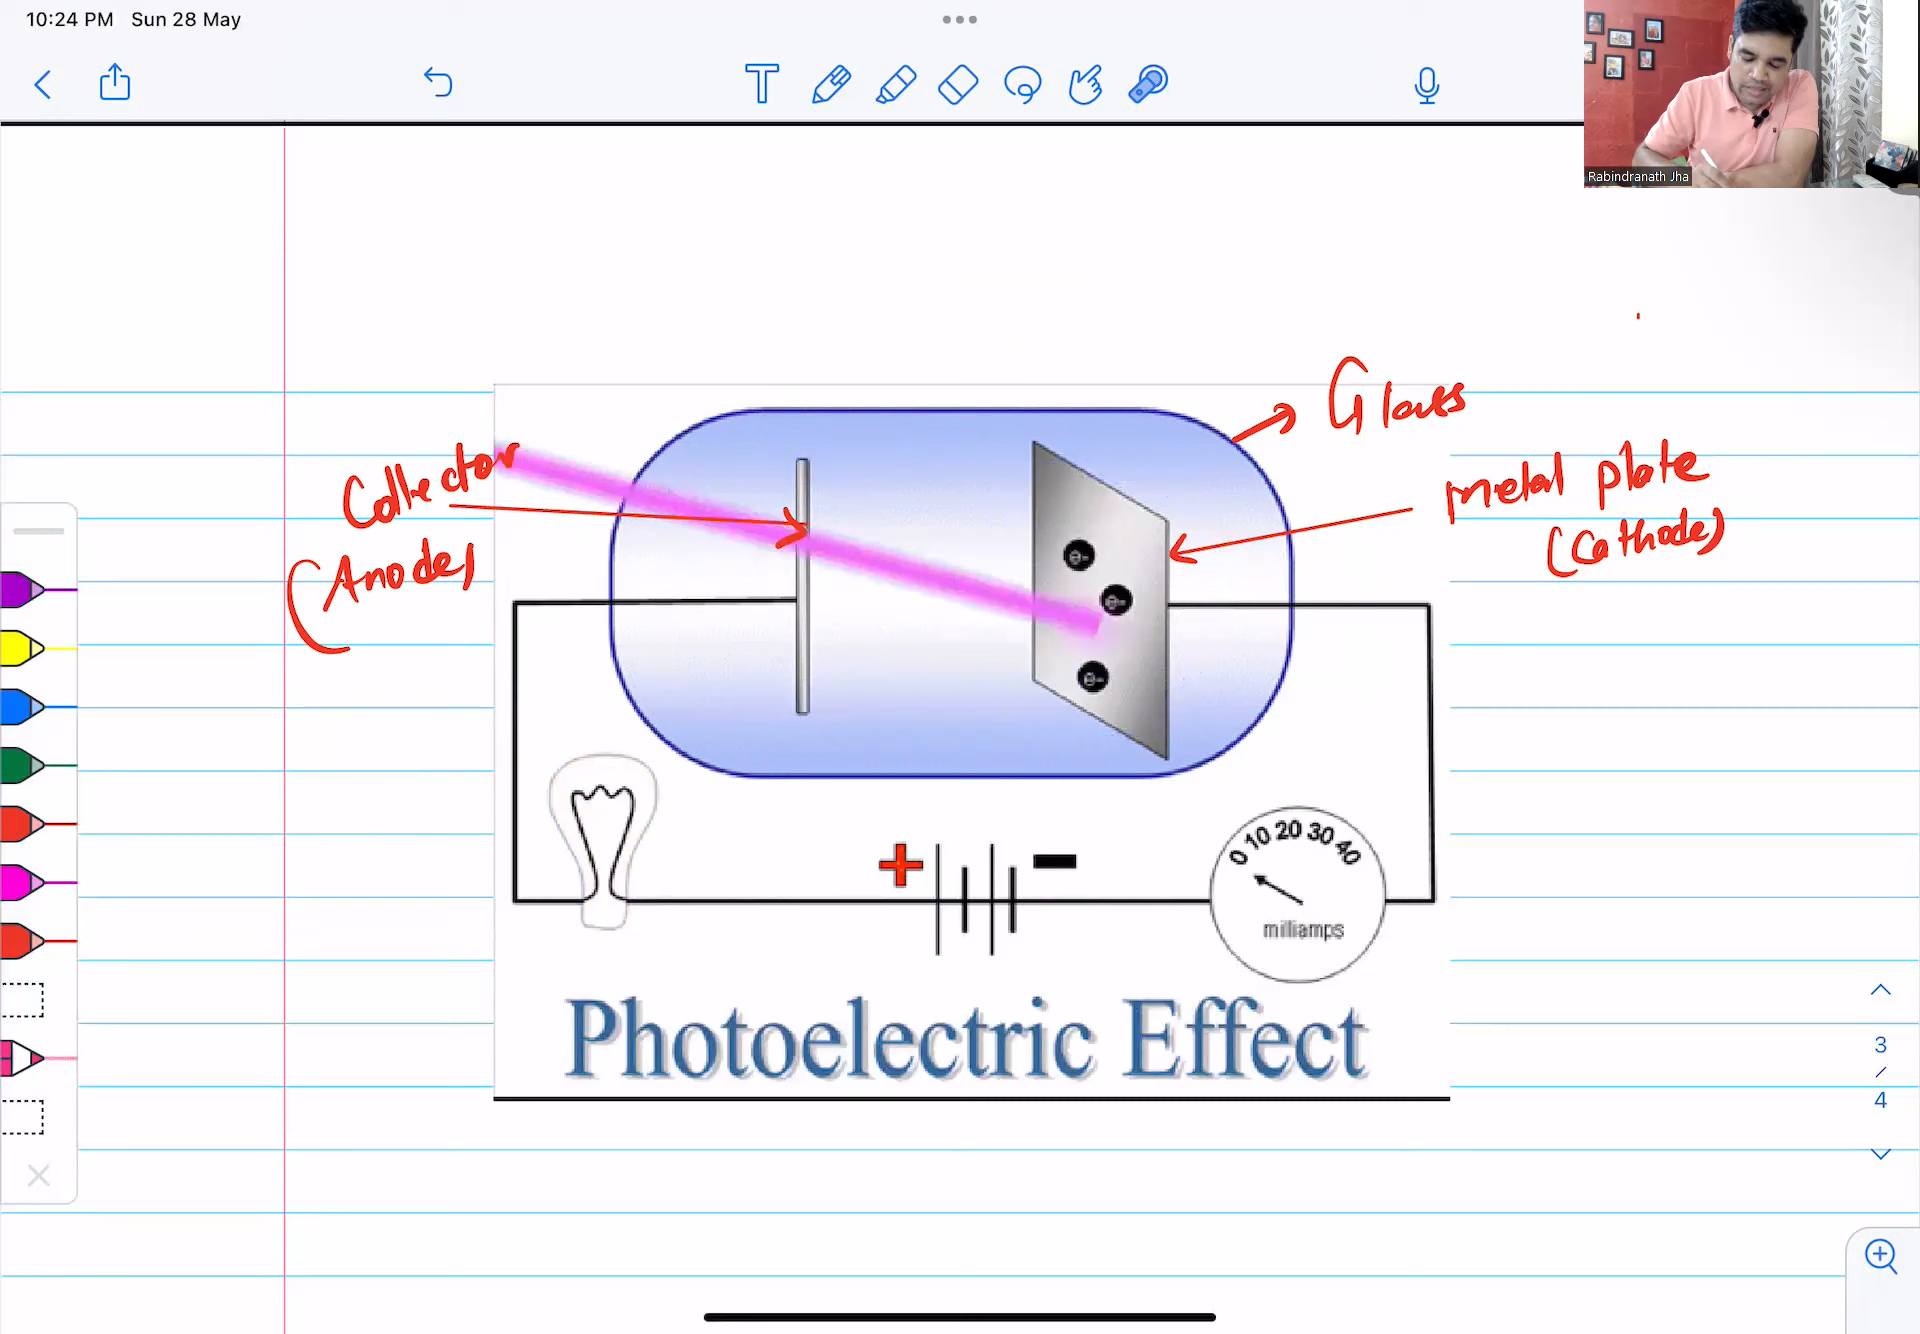 10:24 PM Sun 28 May
Rabindranath Jha
Glass
Collector
(Anode)
metal plate
(Cathode)
0 10 20 30 40
milliamps
+
-
Photoelectric Effect
3
/
4